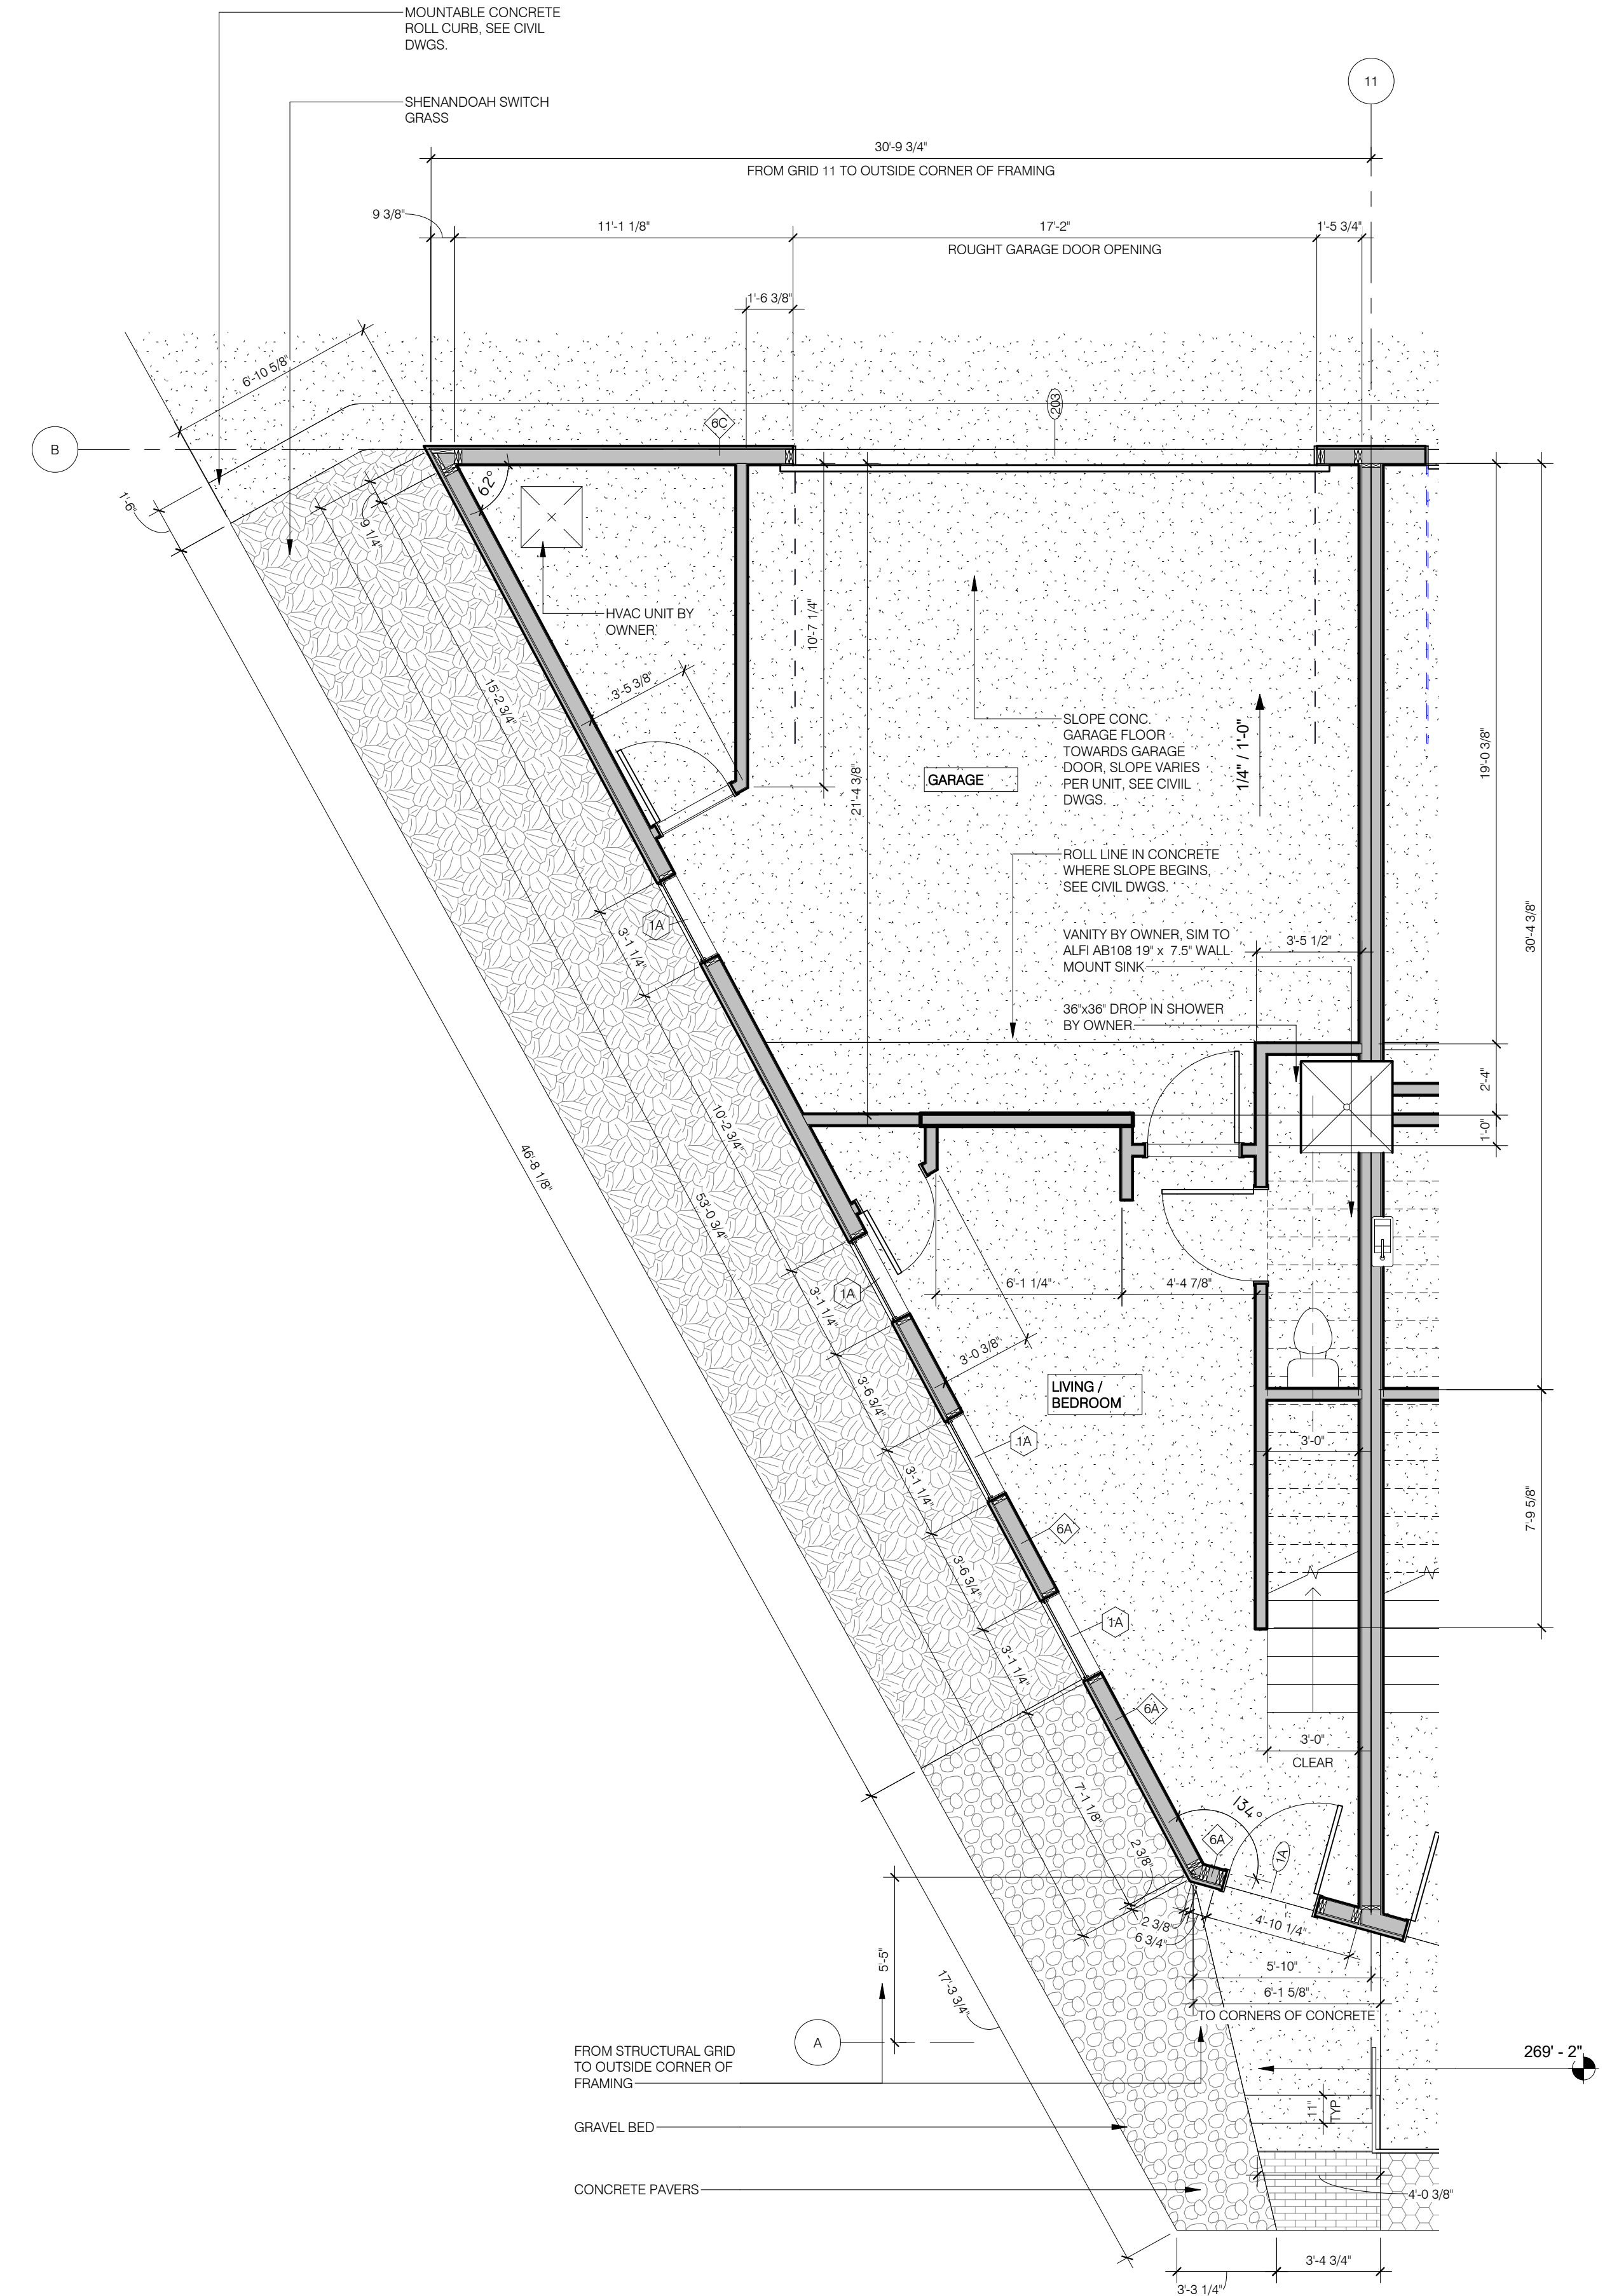 MOUNTABLE CONCRETE
ROLL CURB, SEE CIVIL
DWGS.
SHENANDOAH SWITCH
GRASS
11
30'-9 3/4"
FROM GRID 11 TO OUTSIDE CORNER OF FRAMING
9 3/8"
11'-1 1/8"
17'-2"
1'-5 3/4"
ROUGHT GARAGE DOOR OPENING
1'-6 3/8"
6'-10 5/8"
203
6C
B
62°
1'-6"
9 1/4"
HVAC UNIT BY
OWNER
10'-7 1/4"
3'-5 3/8"
15'-2 3/4"
SLOPE CONC.
GARAGE FLOOR
TOWARDS GARAGE
DOOR, SLOPE VARIES
PER UNIT, SEE CIVIL
DWGS.
1/4" / 1'-0"
19'-0 3/8"
GARAGE
21'-4 3/8"
ROLL LINE IN CONCRETE
WHERE SLOPE BEGINS,
SEE CIVIL DWGS.
30'-4 3/8"
1A
3'-1 1/4"
VANITY BY OWNER, SIM TO
ALFI AB108 19" x 7.5" WALL
MOUNT SINK
3'-5 1/2"
36"x36" DROP IN SHOWER
BY OWNER.
2'-4"
1'-0"
10'-2 3/4"
46'-8 1/8"
53'-0 3/4"
6'-1 1/4"
4'-4 7/8"
1A
3'-1 1/4"
3'-0 3/8"
LIVING /
BEDROOM
3'-6 3/4"
1A
3'-0"
3'-1 1/4"
7'-9 5/8"
6A
3'-6 3/4"
1A
3'-1 1/4"
6A
3'-0"
CLEAR
7'-1 1/8"
134°
6A
1A
2 3/8"
2 3/8"
6 3/4"
4'-10 1/4"
5'-5"
5'-10"
6'-1 5/8"
TO CORNERS OF CONCRETE
17'-3 3/4"
A
FROM STRUCTURAL GRID
TO OUTSIDE CORNER OF
FRAMING
269' - 2"
11"
TYP
GRAVEL BED
CONCRETE PAVERS
4'-0 3/8"
3'-4 3/4"
3'-3 1/4"